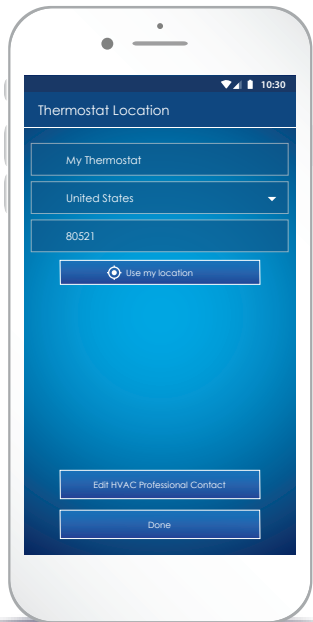 10:30
Thermostat Location
My Thermostat
United States
80521
Use my location
Edit HVAC Professional Contact
Done